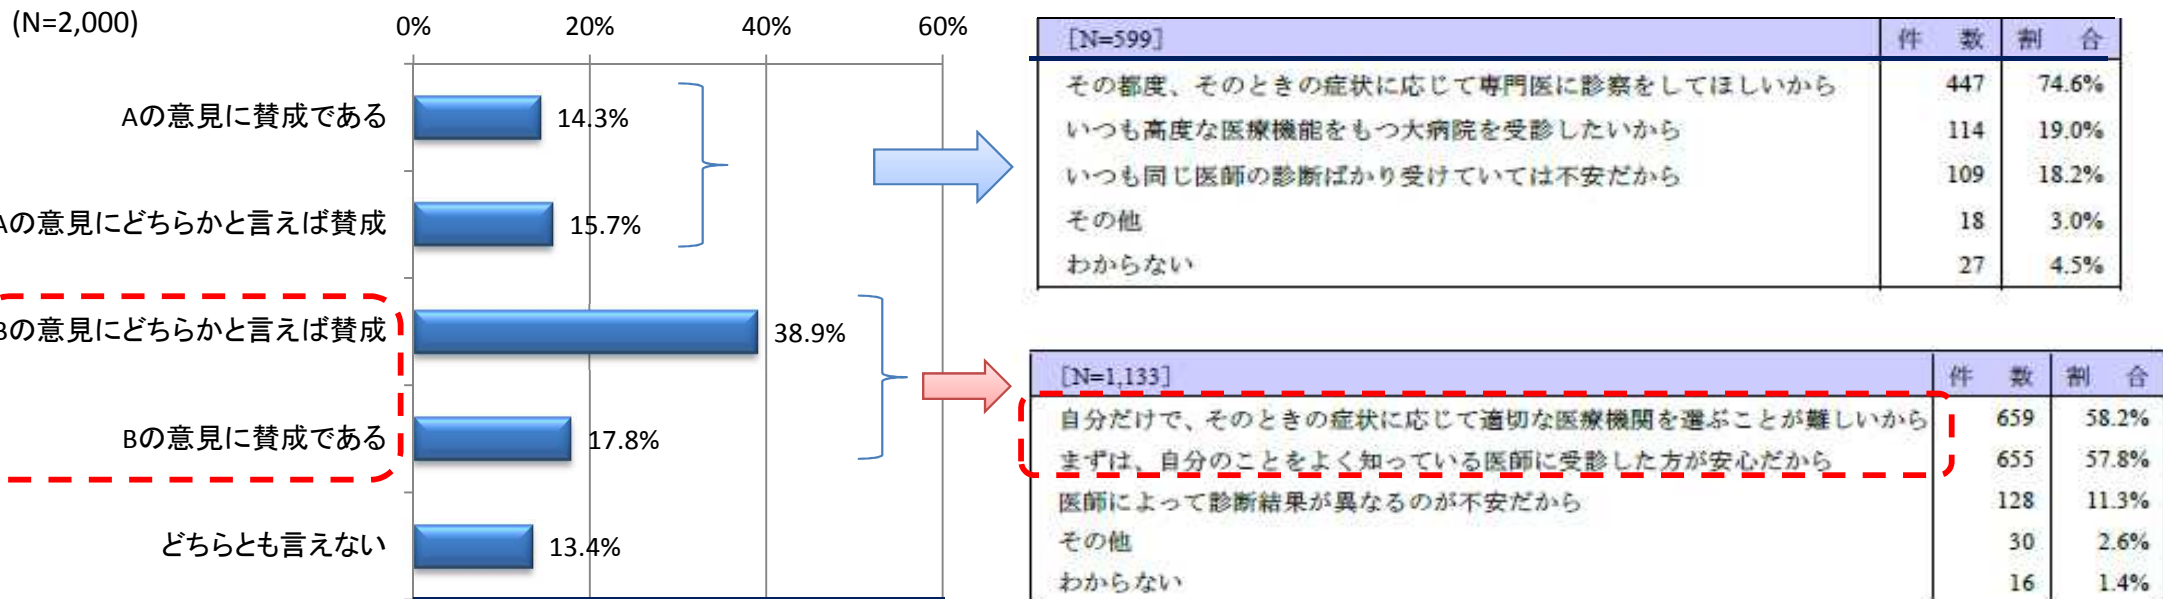 (N=2,000)
0% 20% 40% 60%
Aの意見に賛成である 14.3%
Aの意見にどちらかと言えば賛成 15.7%
Bの意見にどちらかと言えば賛成 38.9%
Bの意見に賛成である 17.8%
どちらとも言えない 13.4%
[N=599] 件 数 割 合
その都度、そのときの症状に応じて専門医に診察をしてほしいから 447 74.6%
いつも高度な医療機能をもつ大病院を受診したいから 114 19.0%
いつも同じ医師の診断ばかり受けていては不安だから 109 18.2%
その他 18 3.0%
わからない 27 4.5%
[N=1,133] 件 数 割 合
自分だけで、そのときの症状に応じて適切な医療機関を選ぶことが難しいから 659 58.2%
まずは、自分のことをよく知っている医師に受診した方が安心だから 655 57.8%
医師によって診断結果が異なるのが不安だから 128 11.3%
その他 30 2.6%
わからない 16 1.4%